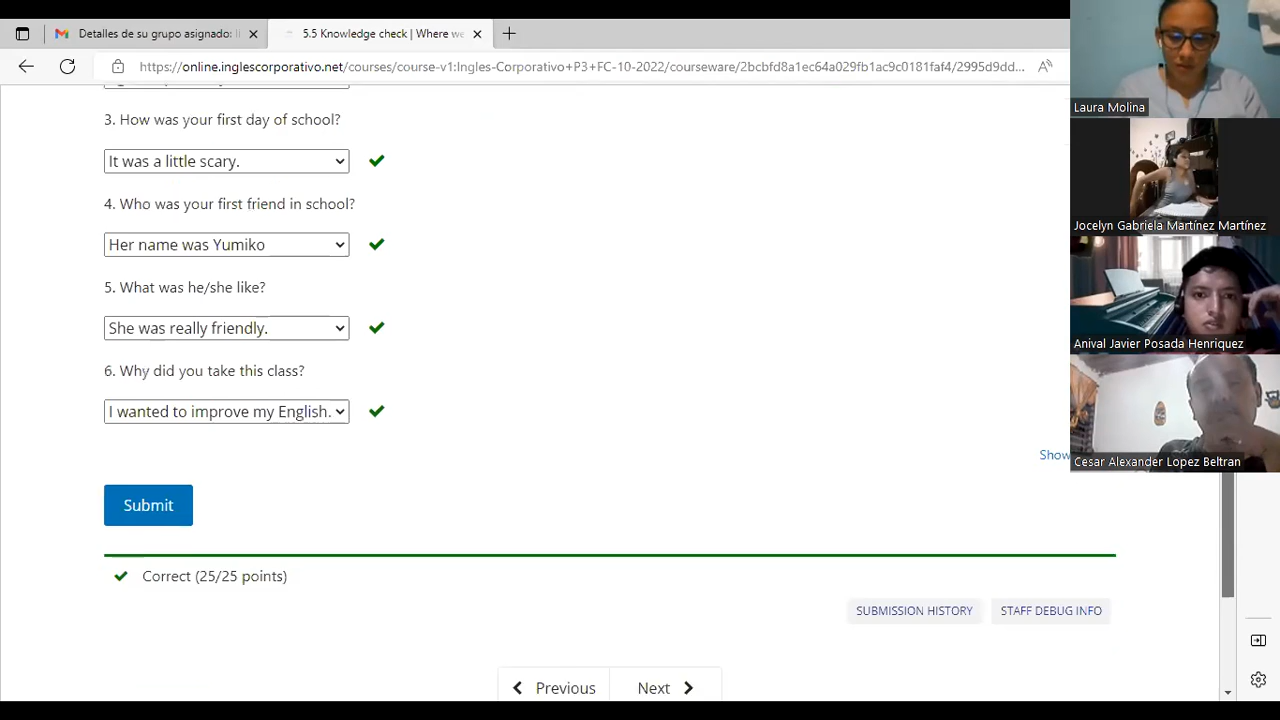 Detalles de su grupo asignado: li
5.5 Knowledge check | Where we
https://online.inglescorporativo.net/courses/course-v1:Ingles-Corporativo+P3+FC-10-2022/courseware/2bcbfd8a1ec64a029fb1ac9c0181faf4/2995d9dd...
3. How was your first day of school?
It was a little scary.
4. Who was your first friend in school?
Her name was Yumiko
5. What was he/she like?
She was really friendly.
6. Why did you take this class?
I wanted to improve my English.
Show
Submit
Correct (25/25 points)
SUBMISSION HISTORY
STAFF DEBUG INFO
Previous
Next
Laura Molina
Jocelyn Gabriela Martínez Martínez
Anival Javier Posada Henriquez
Cesar Alexander Lopez Beltran